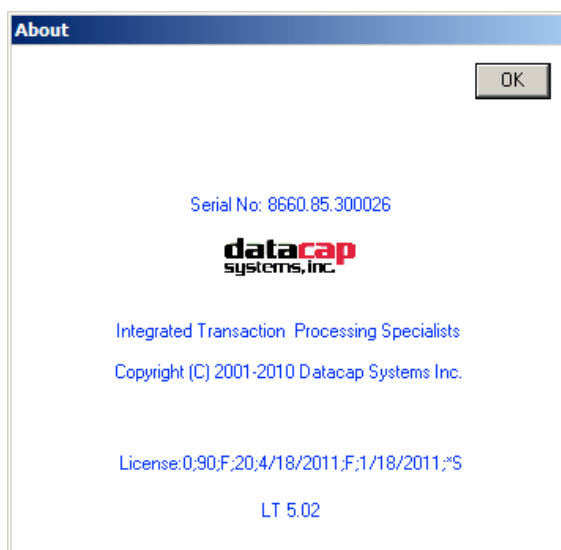 About
OK
Serial No: 8660.85.300026
datacap
systems, inc.
Integrated Transaction  Processing Specialists
Copyright (C) 2001-2010 Datacap Systems Inc.
License:0;90;F;20;4/18/2011;F;1/18/2011;*S
LT 5.02